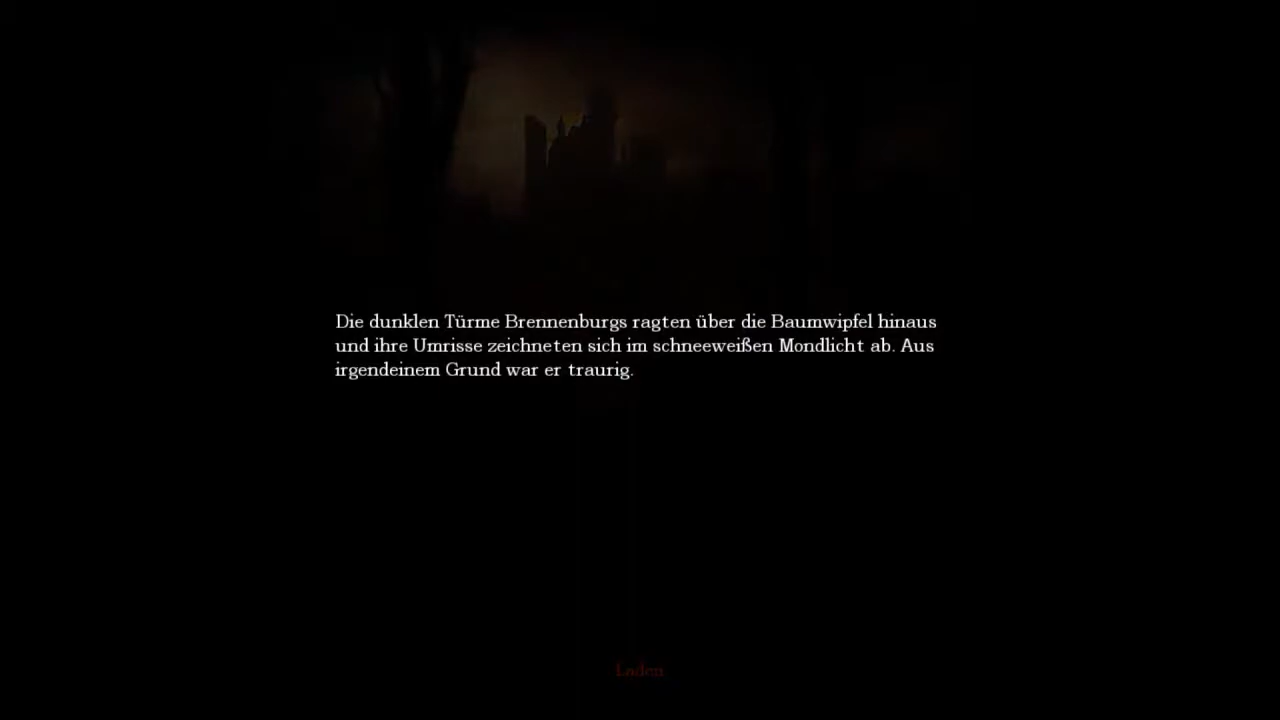 Die dunklen Türme Brennenburgs ragten über die Baumwipfel hinaus
und ihre Umrisse zeichneten sich im schneeweißen Mondlicht ab. Aus
irgendeinem Grund war er traurig.
Laden